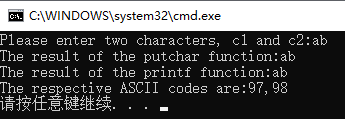 C:\WINDOWS\system32\cmd.exe
Please enter two characters, c1 and c2:ab
The result of the putchar function:ab
The result of the printf function:ab
The respective ASCII codes are:97,98
请按任意键继续. . .